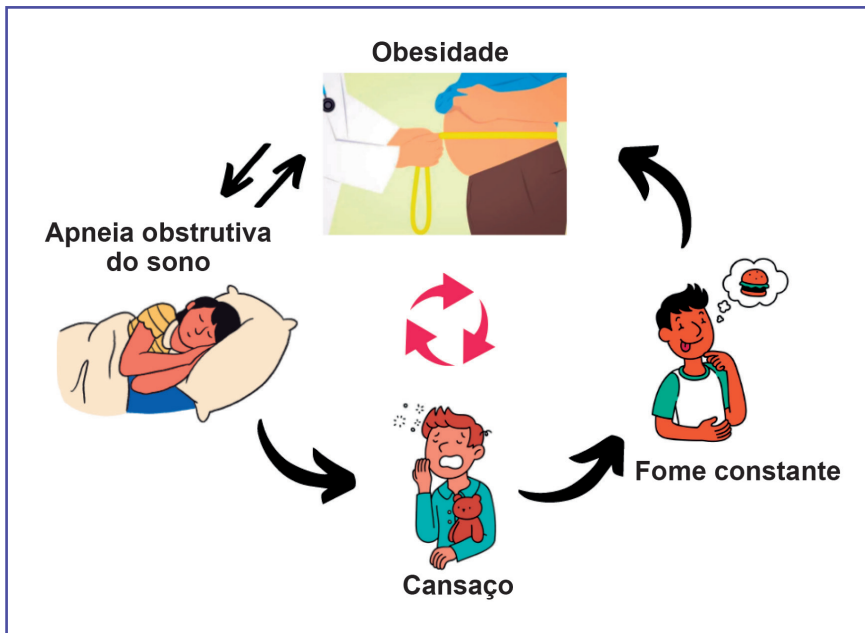 Obesidade
Apneia obstrutiva
do sono
Fome constante
Cansaço